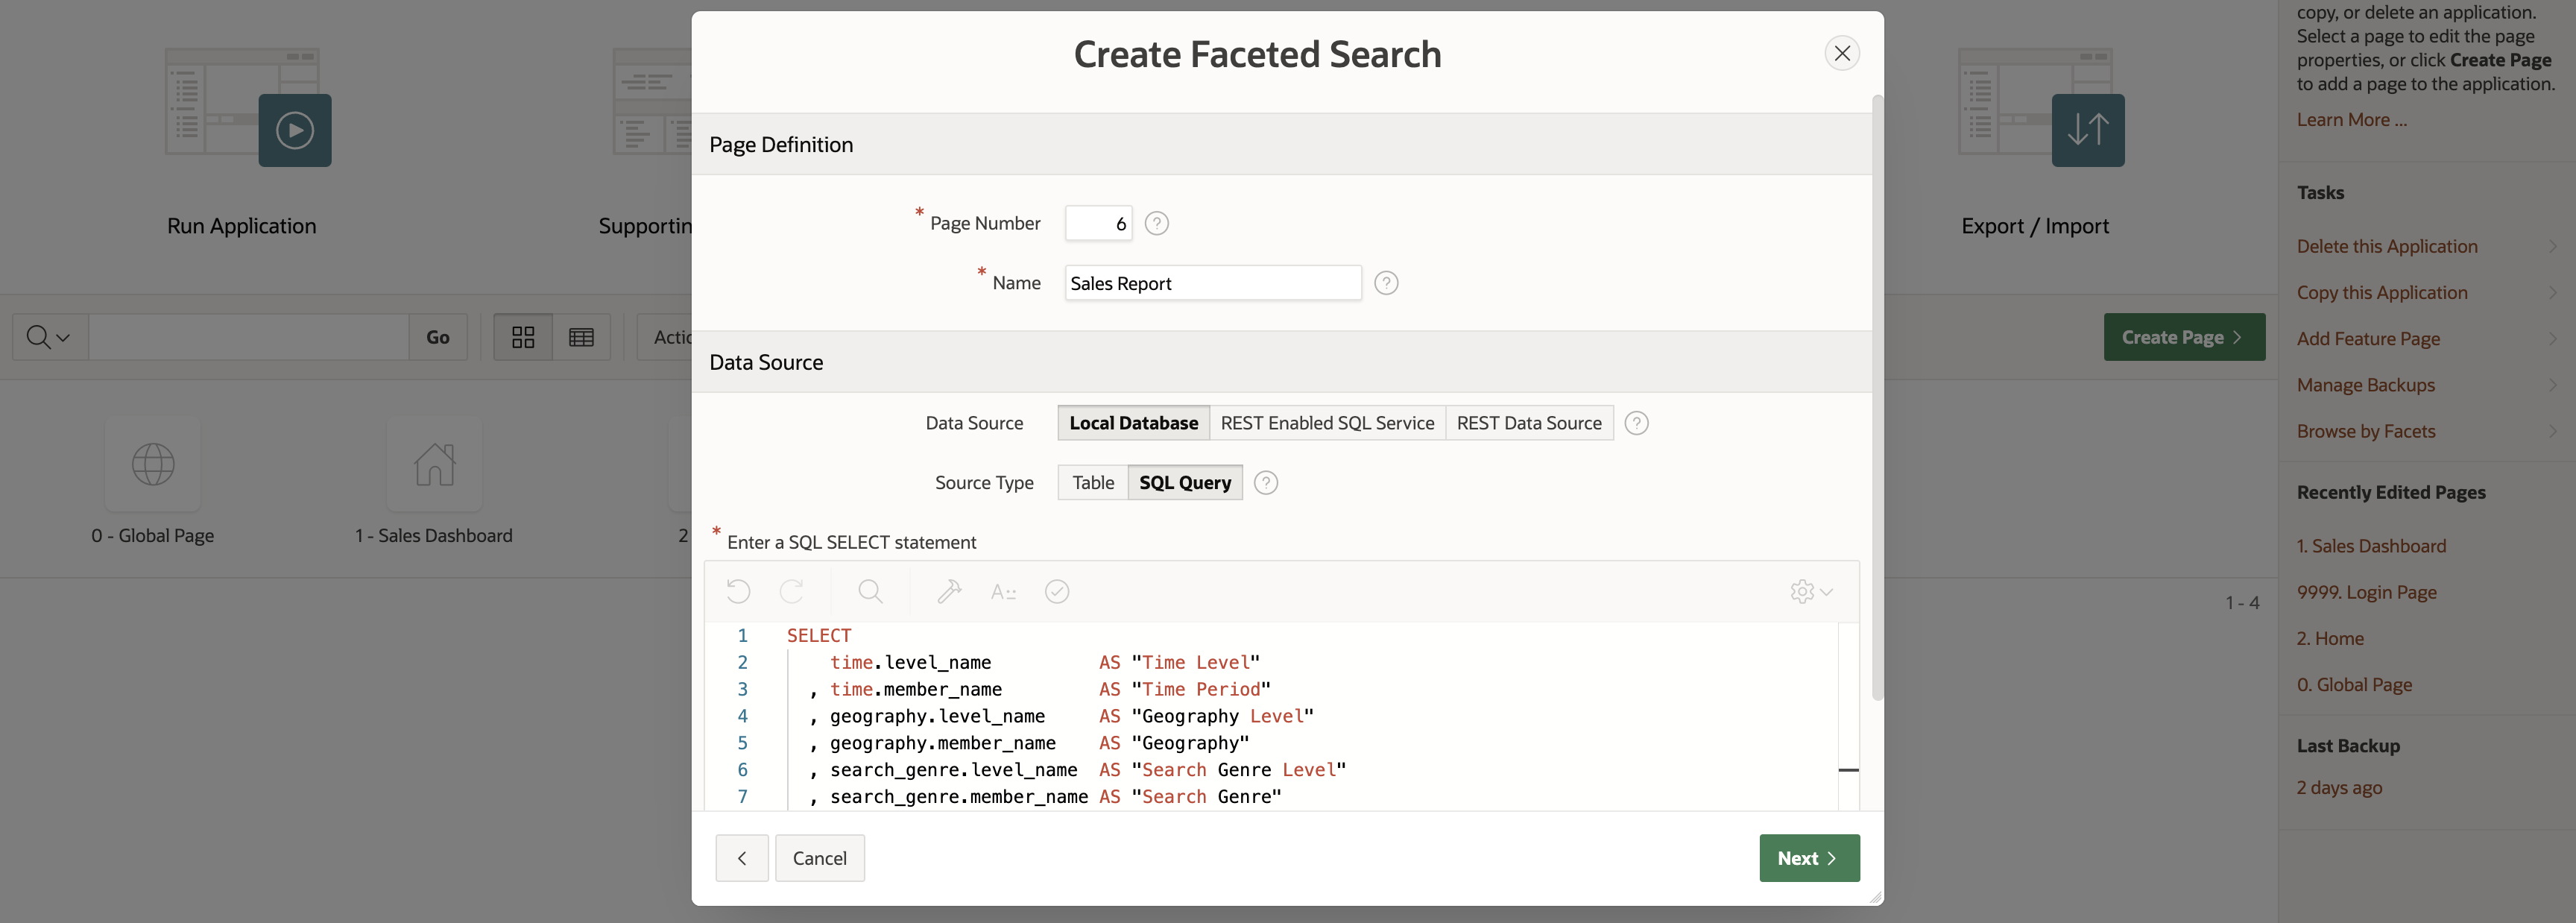 Create Faceted Search
Page Definition
* Page Number 6 ?
* Name Sales Report ?
Data Source
Data Source Local Database REST Enabled SQL Service REST Data Source ?
Source Type Table SQL Query ?
* Enter a SQL SELECT statement
A::
1 SELECT
2 time.level_name AS "Time Level"
3 , time.member_name AS "Time Period"
4 , geography.level_name AS "Geography Level"
5 , geography.member_name AS "Geography"
6 , search_genre.level_name AS "Search Genre Level"
7 , search_genre.member_name AS "Search Genre"
Cancel
Next
Run Application
Supportin
Export / Import
Go
Actic
Create Page
0 - Global Page
1 - Sales Dashboard
2
1 - 4
copy, or delete an application.
Select a page to edit the page
properties, or click Create Page
to add a page to the application.
Learn More ...
Tasks
Delete this Application
Copy this Application
Add Feature Page
Manage Backups
Browse by Facets
Recently Edited Pages
1. Sales Dashboard
9999. Login Page
2. Home
0. Global Page
Last Backup
2 days ago